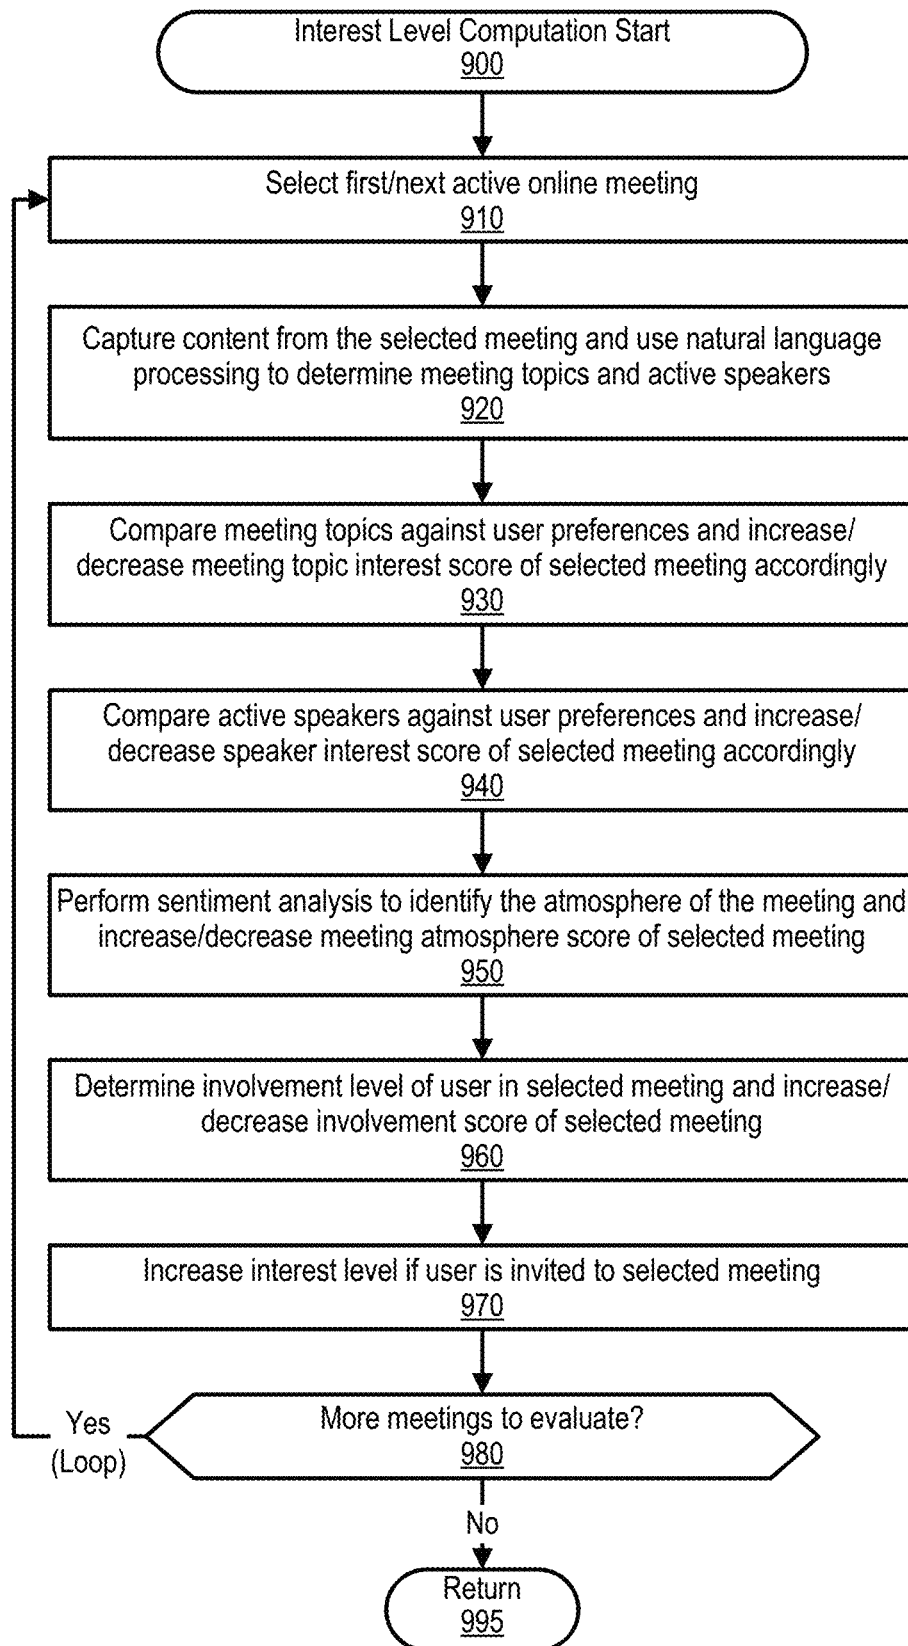 Interest Level Computation Start
900
Select first/next active online meeting
910
Capture content from the selected meeting and use natural language
processing to determine meeting topics and active speakers
920
Compare meeting topics against user preferences and increase/
decrease meeting topic interest score of selected meeting accordingly
930
Compare active speakers against user preferences and increase/
decrease speaker interest score of selected meeting accordingly
940
Perform sentiment analysis to identify the atmosphere of the meeting and
increase/decrease meeting atmosphere score of selected meeting
950
Determine involvement level of user in selected meeting and increase/
decrease involvement score of selected meeting
960
Increase interest level if user is invited to selected meeting
970
More meetings to evaluate?
980
Yes
(Loop)
No
Return
995